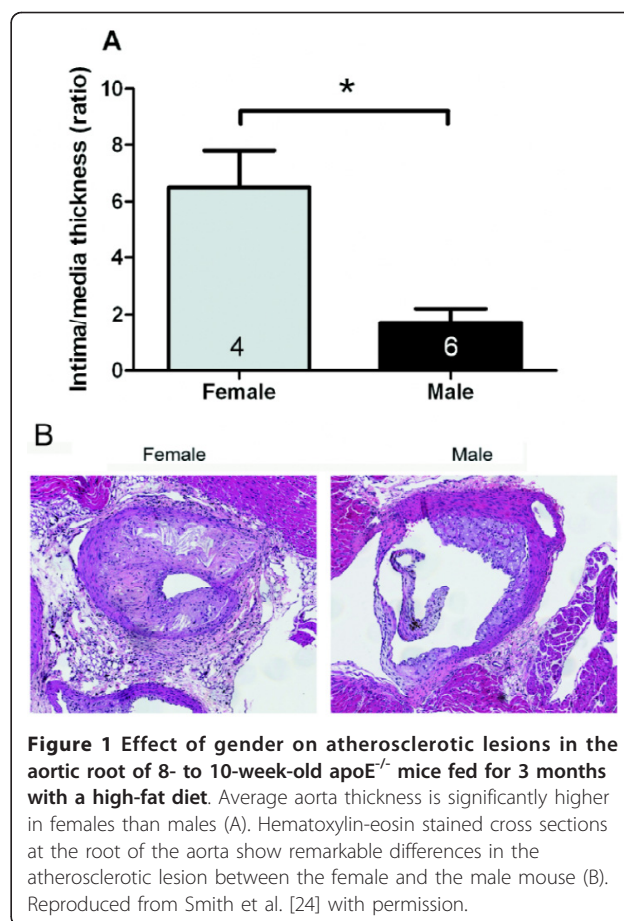 A
*
Intima/media thickness (ratio)
10
8
6
4
2
0
4
6
Female
Male
B
Female
Male
Figure 1 Effect of gender on atherosclerotic lesions in the
aortic root of 8- to 10-week-old apoE-/- mice fed for 3 months
with a high-fat diet. Average aorta thickness is significantly higher
in females than males (A). Hematoxylin-eosin stained cross sections
at the root of the aorta show remarkable differences in the
atherosclerotic lesion between the female and the male mouse (B).
Reproduced from Smith et al. [24] with permission.